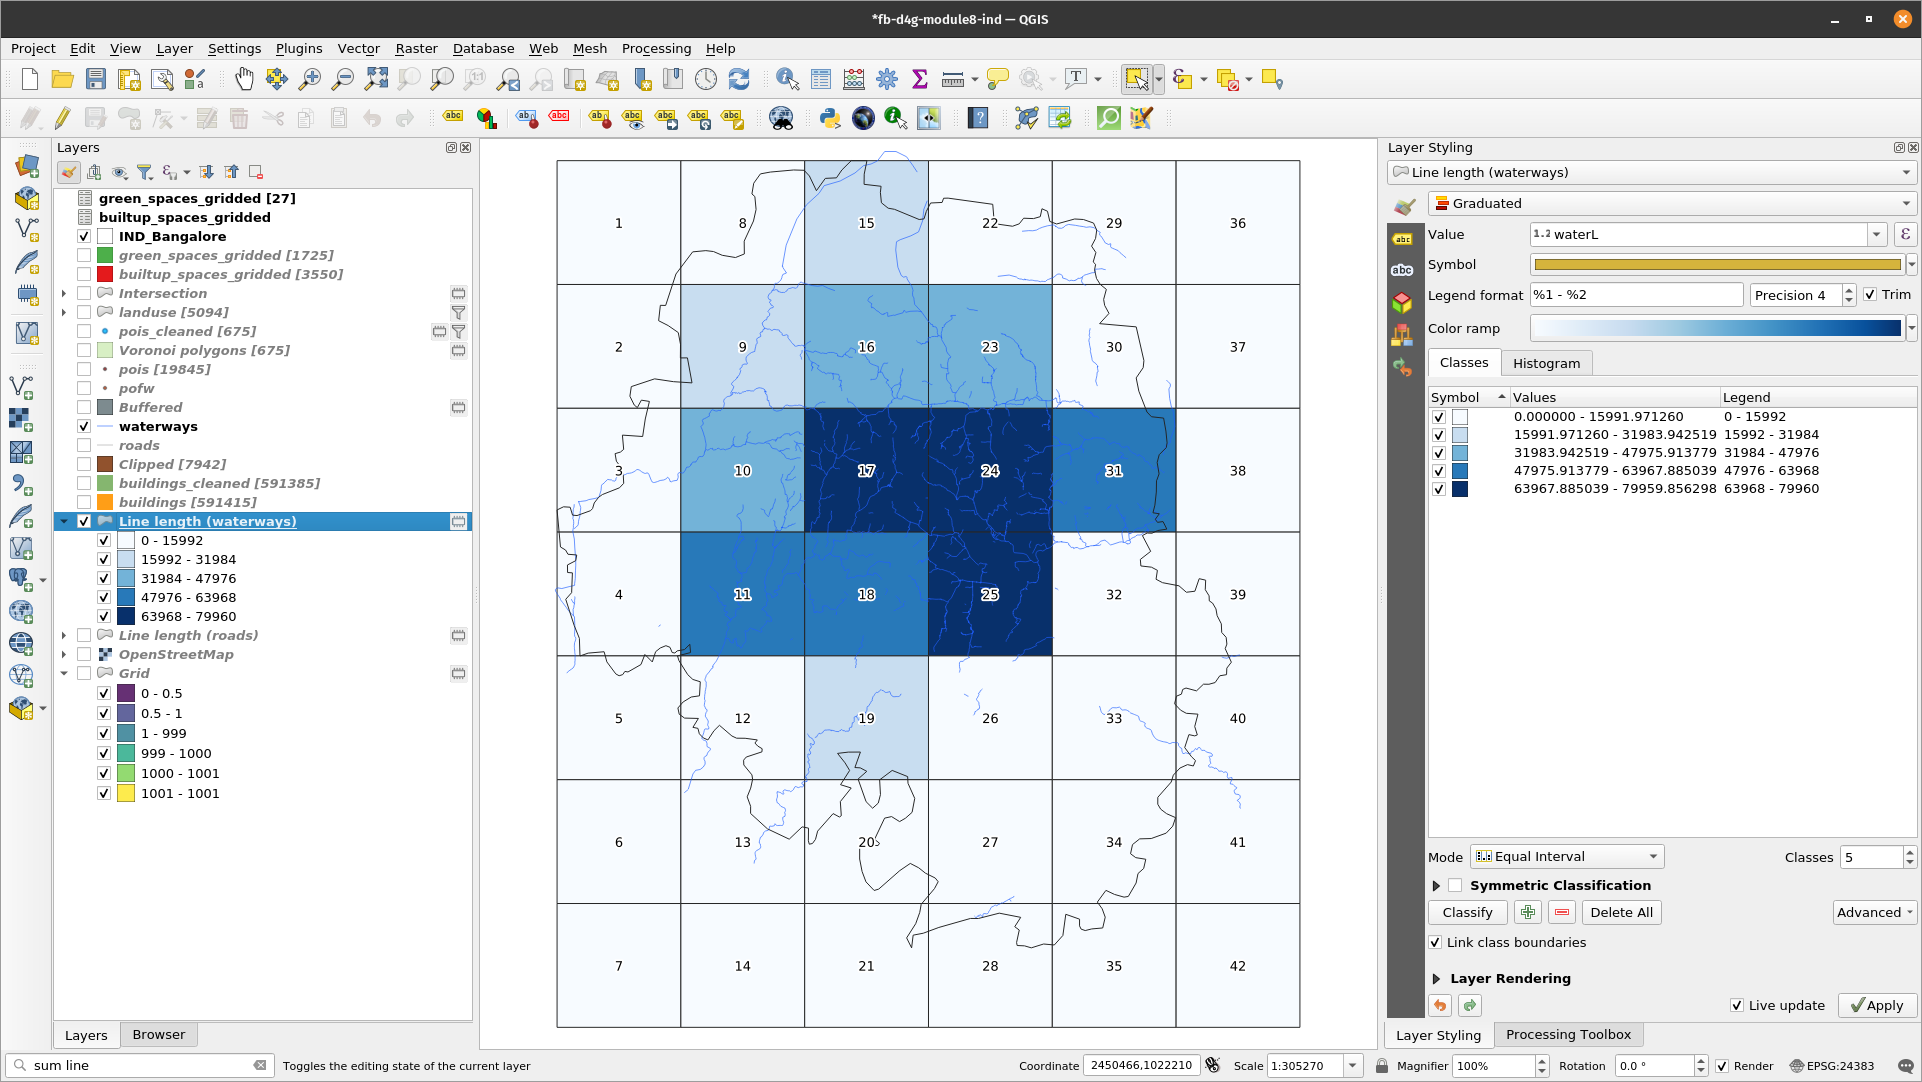 *fb-d4g-module8-ind — QGIS
Project Edit View Layer Settings Plugins Vector Raster Database Web Mesh Processing Help
Layers
green_spaces_gridded [27]
builtup_spaces_gridded
IND_Bangalore
green_spaces_gridded [1725]
builtup_spaces_gridded [3550]
Intersection
landuse [5094]
pois_cleaned [675]
Voronoi polygons [675]
pois [19845]
pofw
Buffered
waterways
roads
Clipped [7942]
buildings_cleaned [591385]
buildings [591415]
Line length (waterways)
0 - 15992
15992 - 31984
31984 - 47976
47976 - 63968
63968 - 79960
Line length (roads)
OpenStreetMap
Grid
0 - 0.5
0.5 - 1
1 - 999
999 - 1000
1000 - 1001
1001 - 1001
Layers Browser
1 8 15 22 29 36
2 9 16 23 30 37
3 10 17 24 31 38
4 11 18 25 32 39
5 12 19 26 33 40
6 13 20 27 34 41
7 14 21 28 35 42
Layer Styling
Line length (waterways)
Graduated
Value 1.2 waterL
Symbol
Legend format %1 - %2 Precision 4 Trim
Color ramp
Classes Histogram
Symbol Values Legend
0.000000 - 15991.971260 0 - 15992
15991.971260 - 31983.942519 15992 - 31984
31983.942519 - 47975.913779 31984 - 47976
47975.913779 - 63967.885039 47976 - 63968
63967.885039 - 79959.856298 63968 - 79960
Mode Equal Interval Classes 5
Symmetric Classification
Classify Delete All Advanced
Link class boundaries
Layer Rendering
Live update Apply
Layer Styling Processing Toolbox
sum line Toggles the editing state of the current layer Coordinate 2450466,1022210 Scale 1:305270 Magnifier 100% Rotation 0.0 ° Render EPSG:24383